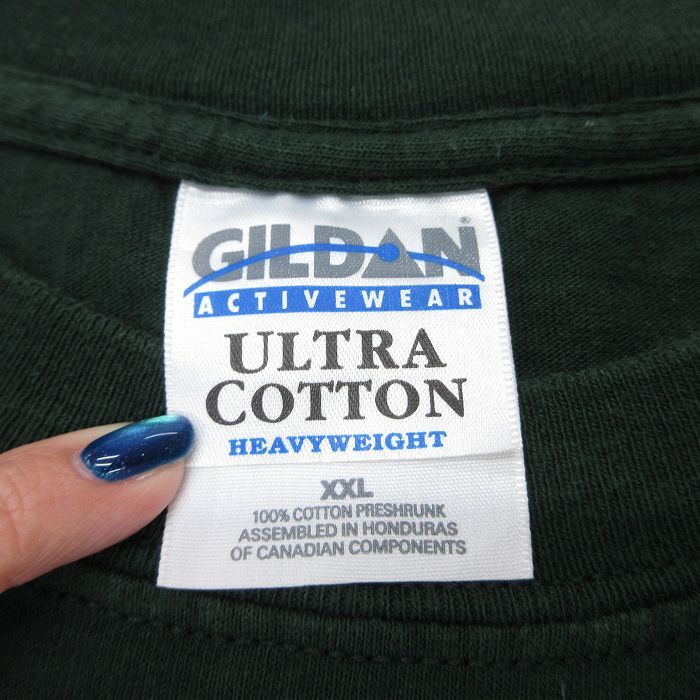 GILDAN®
ACTIVEWEAR
ULTRA
COTTON
HEAVYWEIGHT
XXL
100% COTTON PRESHRUNK
ASSEMBLED IN HONDURAS
OF CANADIAN COMPONENTS